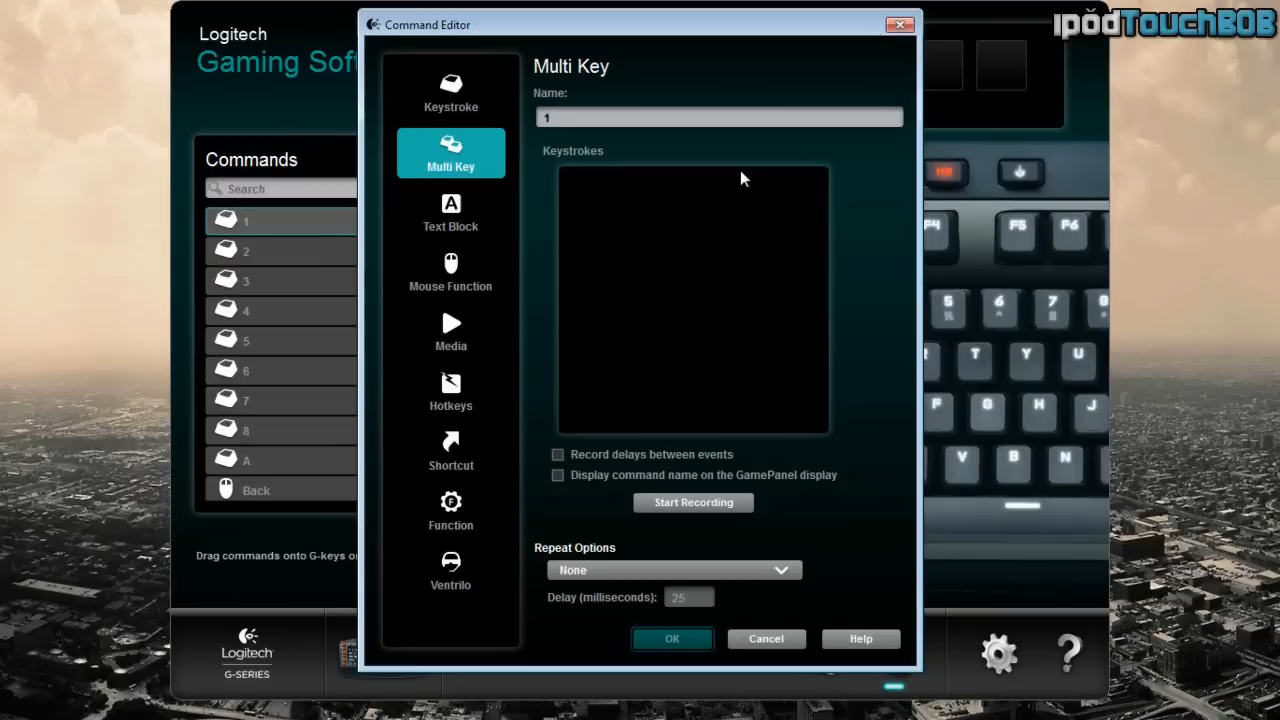 ipodTouchBOB
Logitech
Gaming Soft
Commands
Search
1
2
3
4
5
6
7
8
A
Back
Drag commands onto G-keys or
Logitech
G-SERIES
Command Editor
Keystroke
Multi Key
Text Block
Mouse Function
Media
Hotkeys
Shortcut
Function
Ventrilo
Multi Key
Name:
1
Keystrokes
Record delays between events
Display command name on the GamePanel display
Start Recording
Repeat Options
None
Delay (milliseconds): 25
OK Cancel Help
MR
F4 F5 F6
5 6 7 8
% ^
T Y U
F G H J
V B N
?